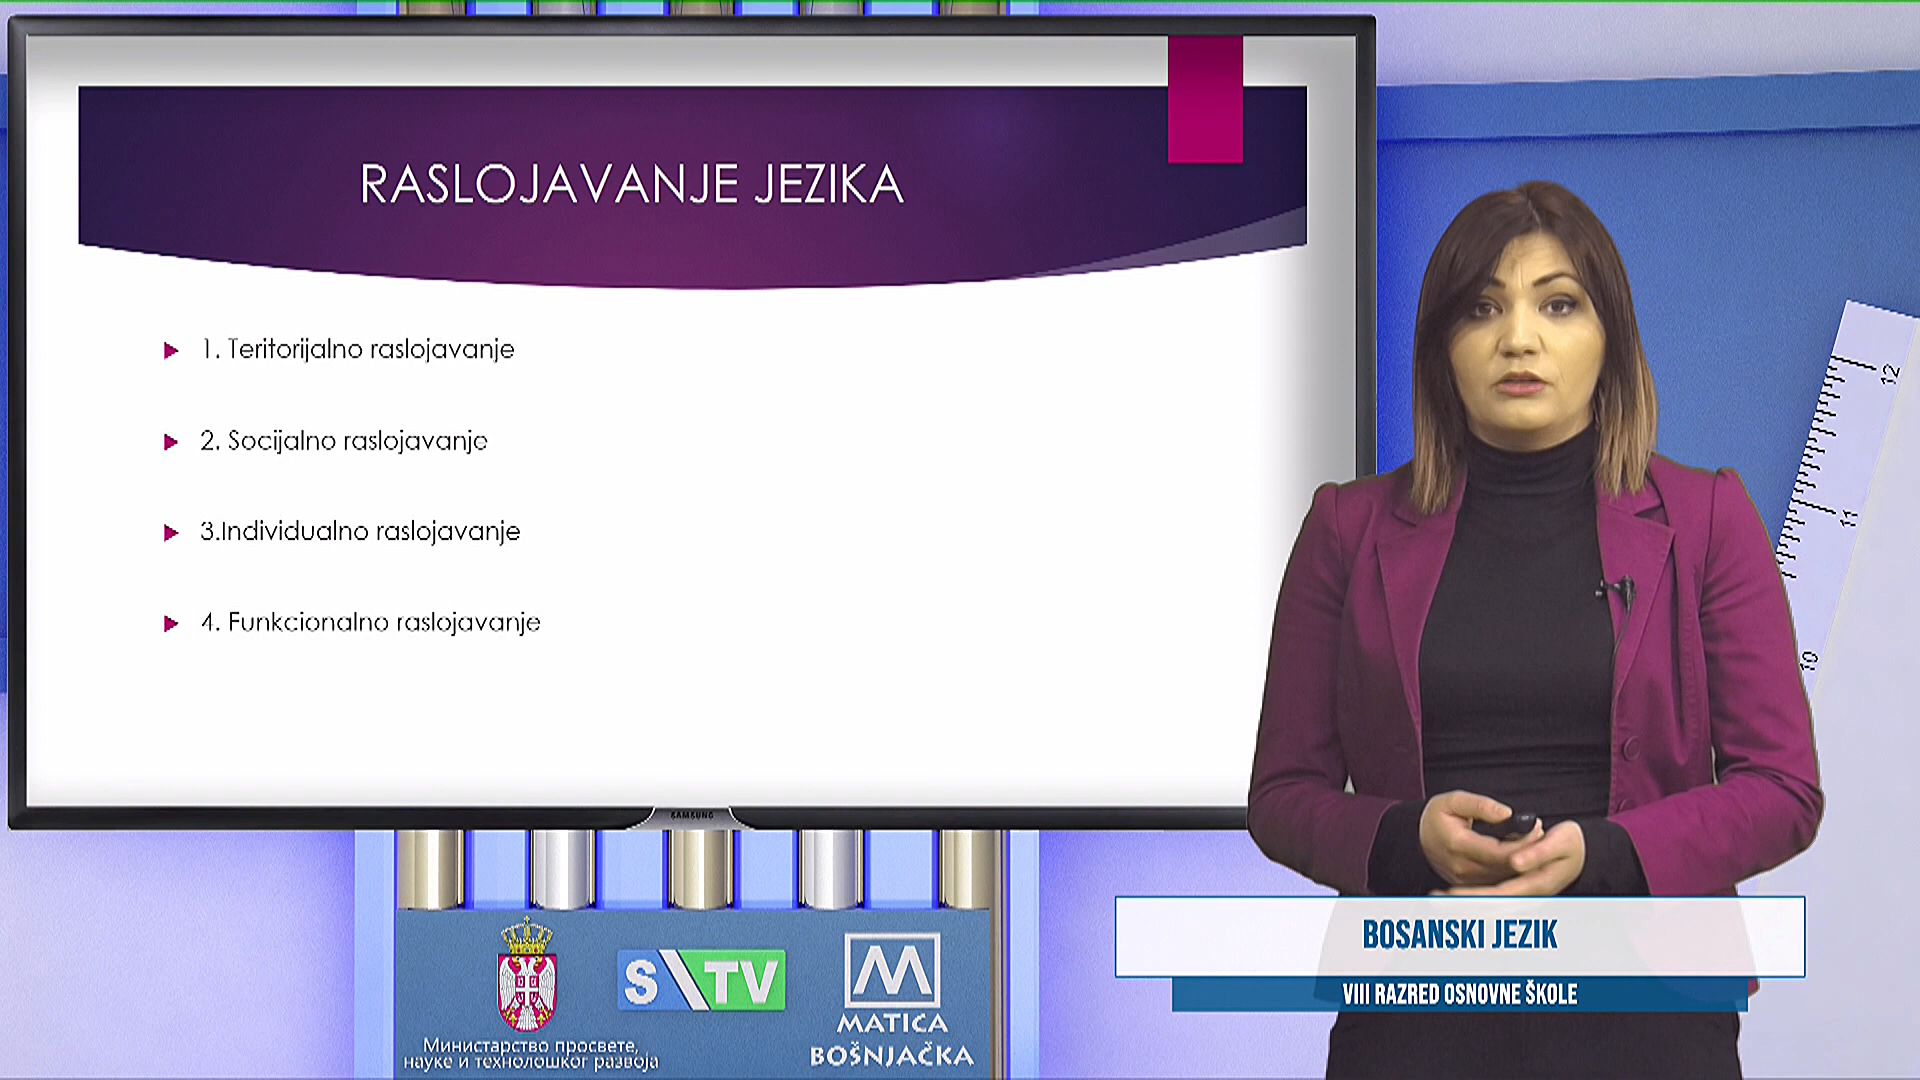 RASLOJAVANJE JEZIKA
1. Teritorijalno raslojavanje
2. Socijalno raslojavanje
3.Individualno raslojavanje
4. Funkcionalno raslojavanje
SAMSUNG
12
11
10
BOSANSKI JEZIK
VIII RAZRED OSNOVNE ŠKOLE
Министарство просвете,
науке и технолошког развоја
S TV
MATICA
BOŠNJAČKA